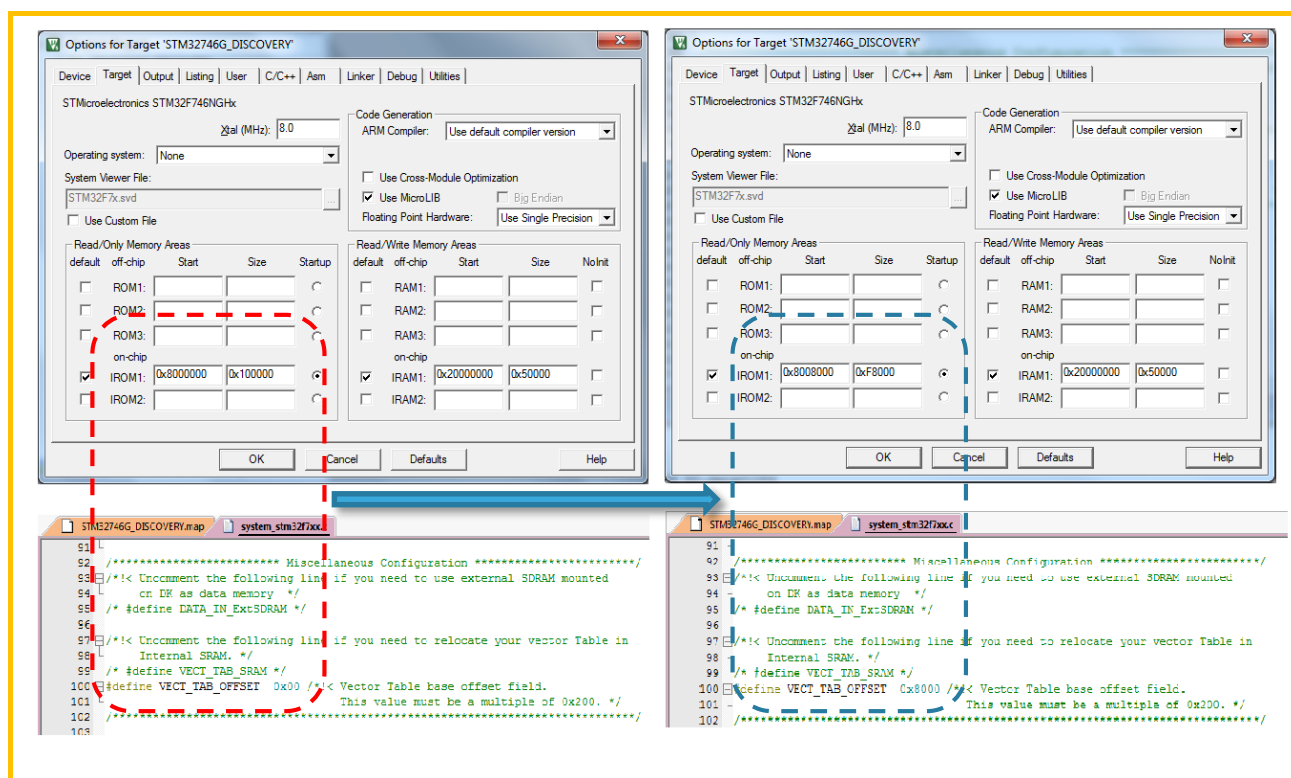 Options for Target 'STM32746G_DISCOVERY'
Device Target Output Listing User C/C++ Asm Linker Debug Utilities
STMicroelectronics STM32F746NGHx
Xtal (MHz): 8.0
Operating system: None
System Viewer File:
STM32F7x.svd ...
Use Custom File
Code Generation
ARM Compiler: Use default compiler version
Use Cross-Module Optimization
Use MicroLIB Big Endian
Floating Point Hardware: Use Single Precision
Read/Only Memory Areas
default off-chip Start Size Startup
ROM1:
ROM2:
ROM3:
on-chip
IROM1: 0x8000000 0x100000
IROM2:
Read/Write Memory Areas
default off-chip Start Size NoInit
RAM1:
RAM2:
RAM3:
on-chip
IRAM1: 0x20000000 0x50000
IRAM2:
OK Cancel Defaults Help
STM32746G_DISCOVERY.map system_stm32f7xx.c
91
92 /************************ Miscellaneous Configuration ************************/
93 /*!< Uncomment the following line if you need to use external SDRAM mounted
94 on DK as data memory */
95 /* #define DATA_IN_ExtSDRAM */
96
97 /*!< Uncomment the following line if you need to relocate your vector Table in
98 Internal SRAM. */
99 /* #define VECT_TAB_SRAM */
100 #define VECT_TAB_OFFSET 0x00 /*!< Vector Table base offset field.
101 This value must be a multiple of 0x200. */
102 /******************************************************************************/
103
Options for Target 'STM32746G_DISCOVERY'
Device Target Output Listing User C/C++ Asm Linker Debug Utilities
STMicroelectronics STM32F746NGHx
Xtal (MHz): 8.0
Operating system: None
System Viewer File:
STM32F7x.svd ...
Use Custom File
Code Generation
ARM Compiler: Use default compiler version
Use Cross-Module Optimization
Use MicroLIB Big Endian
Floating Point Hardware: Use Single Precision
Read/Only Memory Areas
default off-chip Start Size Startup
ROM1:
ROM2:
ROM3:
on-chip
IROM1: 0x8008000 0xF8000
IROM2:
Read/Write Memory Areas
default off-chip Start Size NoInit
RAM1:
RAM2:
RAM3:
on-chip
IRAM1: 0x20000000 0x50000
IRAM2:
OK Cancel Defaults Help
STM32746G_DISCOVERY.map system_stm32f7xx.c
91
92 /************************ Miscellaneous Configuration ************************/
93 /*!< Uncomment the following line if you need to use external SDRAM mounted
94 on DK as data memory */
95 /* #define DATA_IN_ExtSDRAM */
96
97 /*!< Uncomment the following line if you need to relocate your vector Table in
98 Internal SRAM. */
99 /* #define VECT_TAB_SRAM */
100 #define VECT_TAB_OFFSET 0x8000 /*!< Vector Table base offset field.
101 This value must be a multiple of 0x200. */
102 /******************************************************************************/